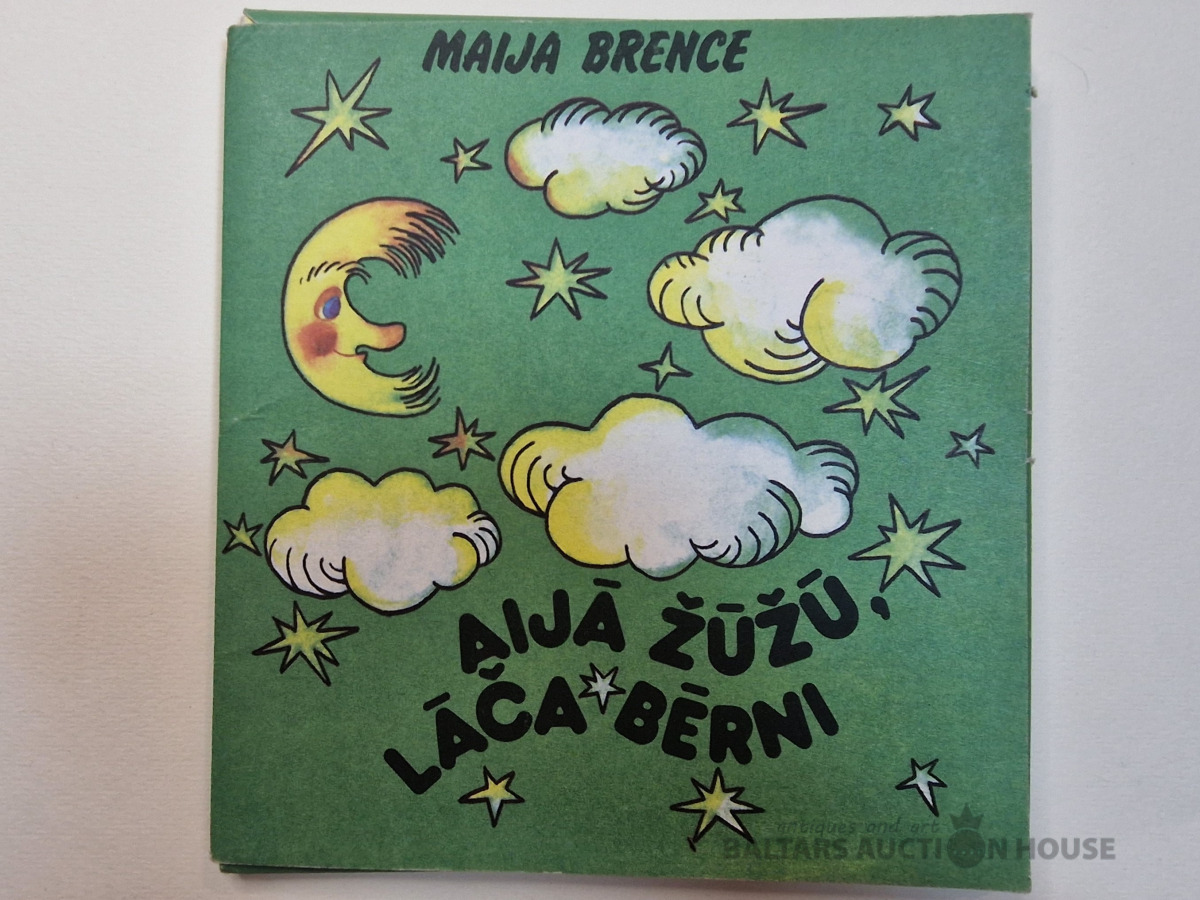 MAIJA BRENCE
AIJĀ ŽŪŽŪ,
LĀČA BĒRNI
antiques and art
BALTARS AUCTION HOUSE